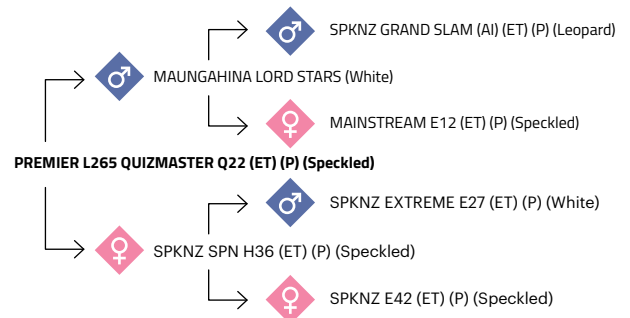 SPKNZ GRAND SLAM (AI) (ET) (P) (Leopard)
MAUNGAHINA LORD STARS (White)
MAINSTREAM E12 (ET) (P) (Speckled)
PREMIER L265 QUIZMASTER Q22 (ET) (P) (Speckled)
SPKNZ EXTREME E27 (ET) (P) (White)
SPKNZ SPN H36 (ET) (P) (Speckled)
SPKNZ E42 (ET) (P) (Speckled)